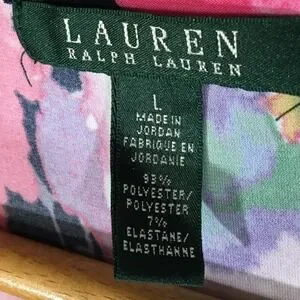 LAUREN
RALPH LAUREN
L
MADE IN
JORDAN
FABRIQUE EN
JORDANIE
93%
POLYESTER/
POLYESTER
7%
ELASTANE/
ELASTHANNE